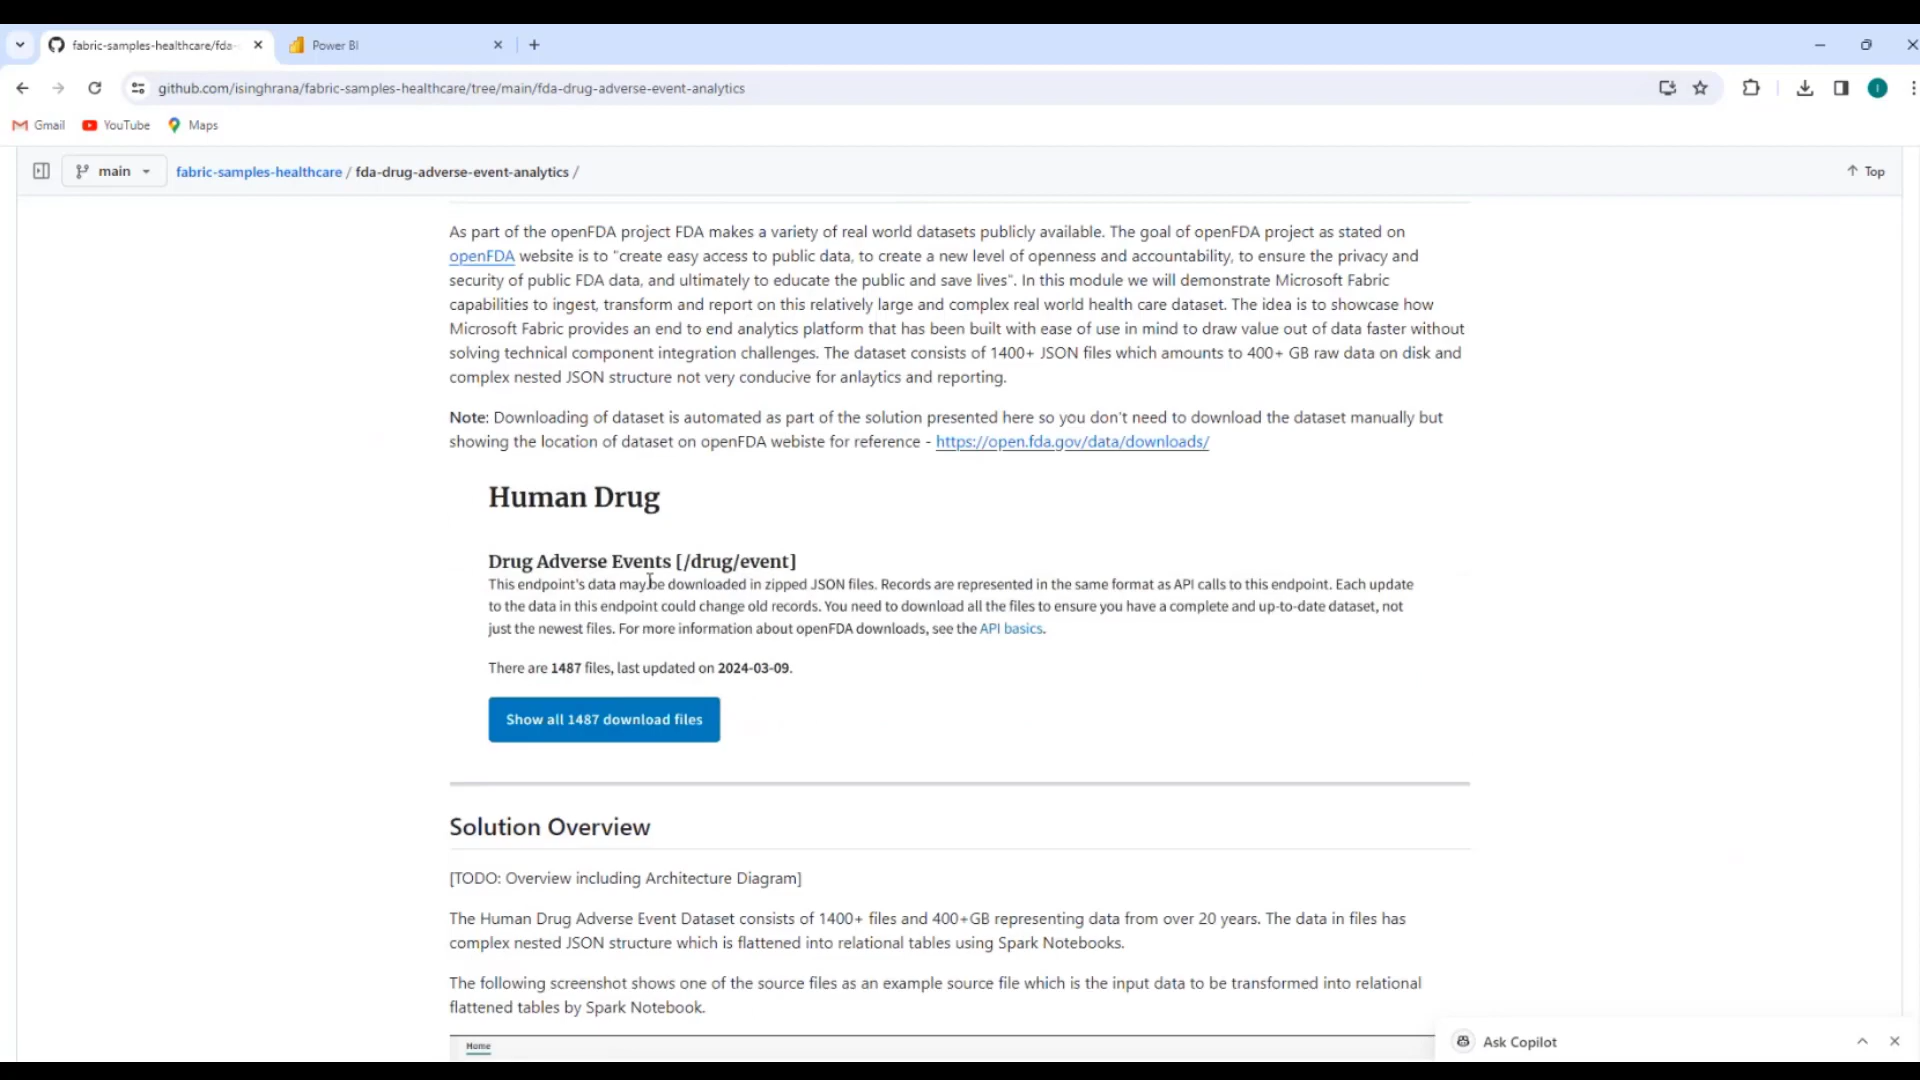 fabric-samples-healthcare/fda-
Power BI
github.com/isinghrana/fabric-samples-healthcare/tree/main/fda-drug-adverse-event-analytics
Gmail YouTube Maps
main fabric-samples-healthcare / fda-drug-adverse-event-analytics / Top
As part of the openFDA project FDA makes a variety of real world datasets publicly available. The goal of openFDA project as stated on
openFDA website is to "create easy access to public data, to create a new level of openness and accountability, to ensure the privacy and
security of public FDA data, and ultimately to educate the public and save lives". In this module we will demonstrate Microsoft Fabric
capabilities to ingest, transform and report on this relatively large and complex real world health care dataset. The idea is to showcase how
Microsoft Fabric provides an end to end analytics platform that has been built with ease of use in mind to draw value out of data faster without
solving technical component integration challenges. The dataset consists of 1400+ JSON files which amounts to 400+ GB raw data on disk and
complex nested JSON structure not very conducive for anlaytics and reporting.
Note: Downloading of dataset is automated as part of the solution presented here so you don't need to download the dataset manually but
showing the location of dataset on openFDA webiste for reference - https://open.fda.gov/data/downloads/
Human Drug
Drug Adverse Events [/drug/event]
This endpoint's data may be downloaded in zipped JSON files. Records are represented in the same format as API calls to this endpoint. Each update
to the data in this endpoint could change old records. You need to download all the files to ensure you have a complete and up-to-date dataset, not
just the newest files. For more information about openFDA downloads, see the API basics.
There are 1487 files, last updated on 2024-03-09.
Show all 1487 download files
Solution Overview
[TODO: Overview including Architecture Diagram]
The Human Drug Adverse Event Dataset consists of 1400+ files and 400+GB representing data from over 20 years. The data in files has
complex nested JSON structure which is flattened into relational tables using Spark Notebooks.
The following screenshot shows one of the source files as an example source file which is the input data to be transformed into relational
flattened tables by Spark Notebook.
Home
Ask Copilot